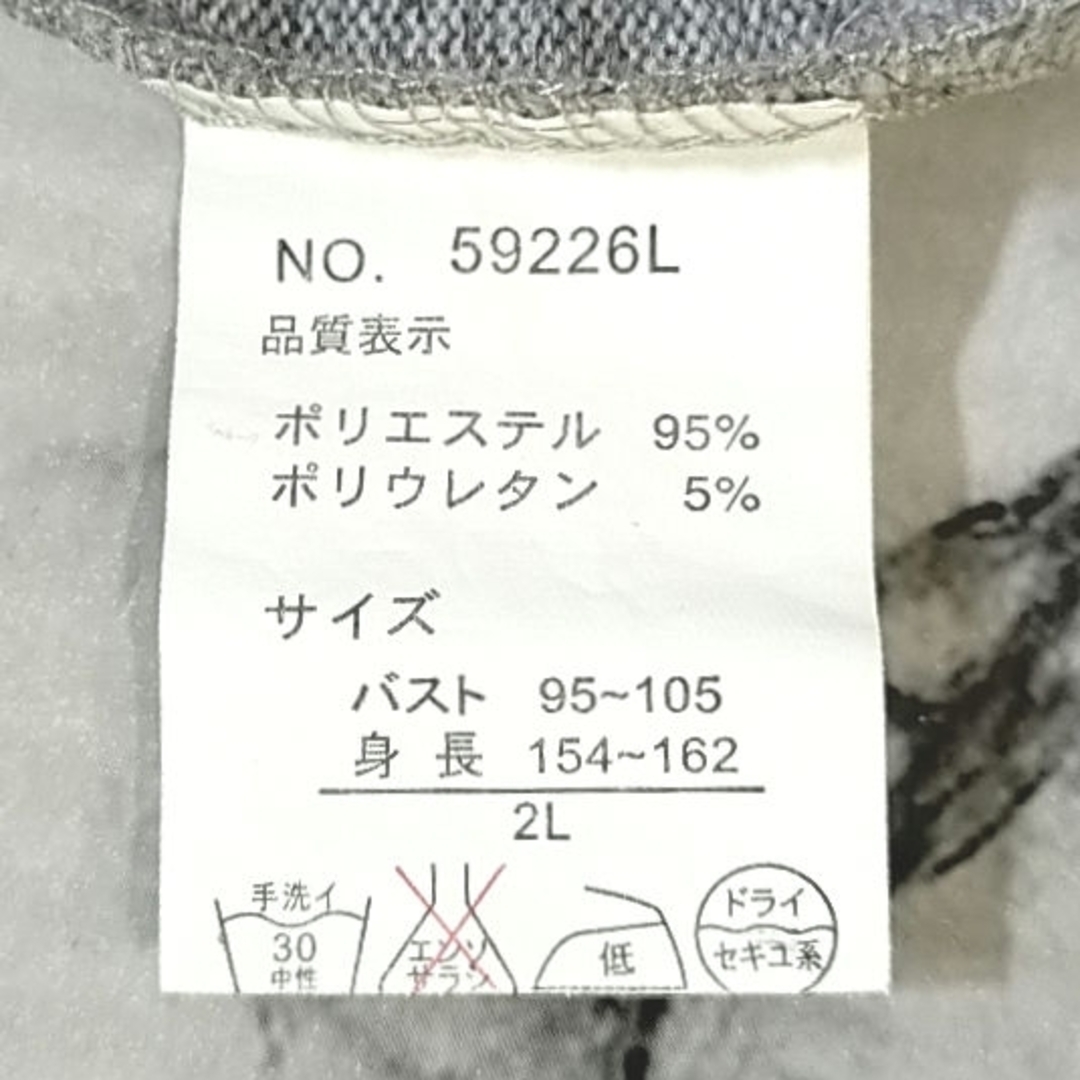 NO. 59226L
品質表示
ポリエステル 95%
ポリウレタン 5%
サイズ
バスト 95~105
身 長 154~162
2L
手洗イ
30
中性
エンソ
サラシ
低
ドライ
セキユ系